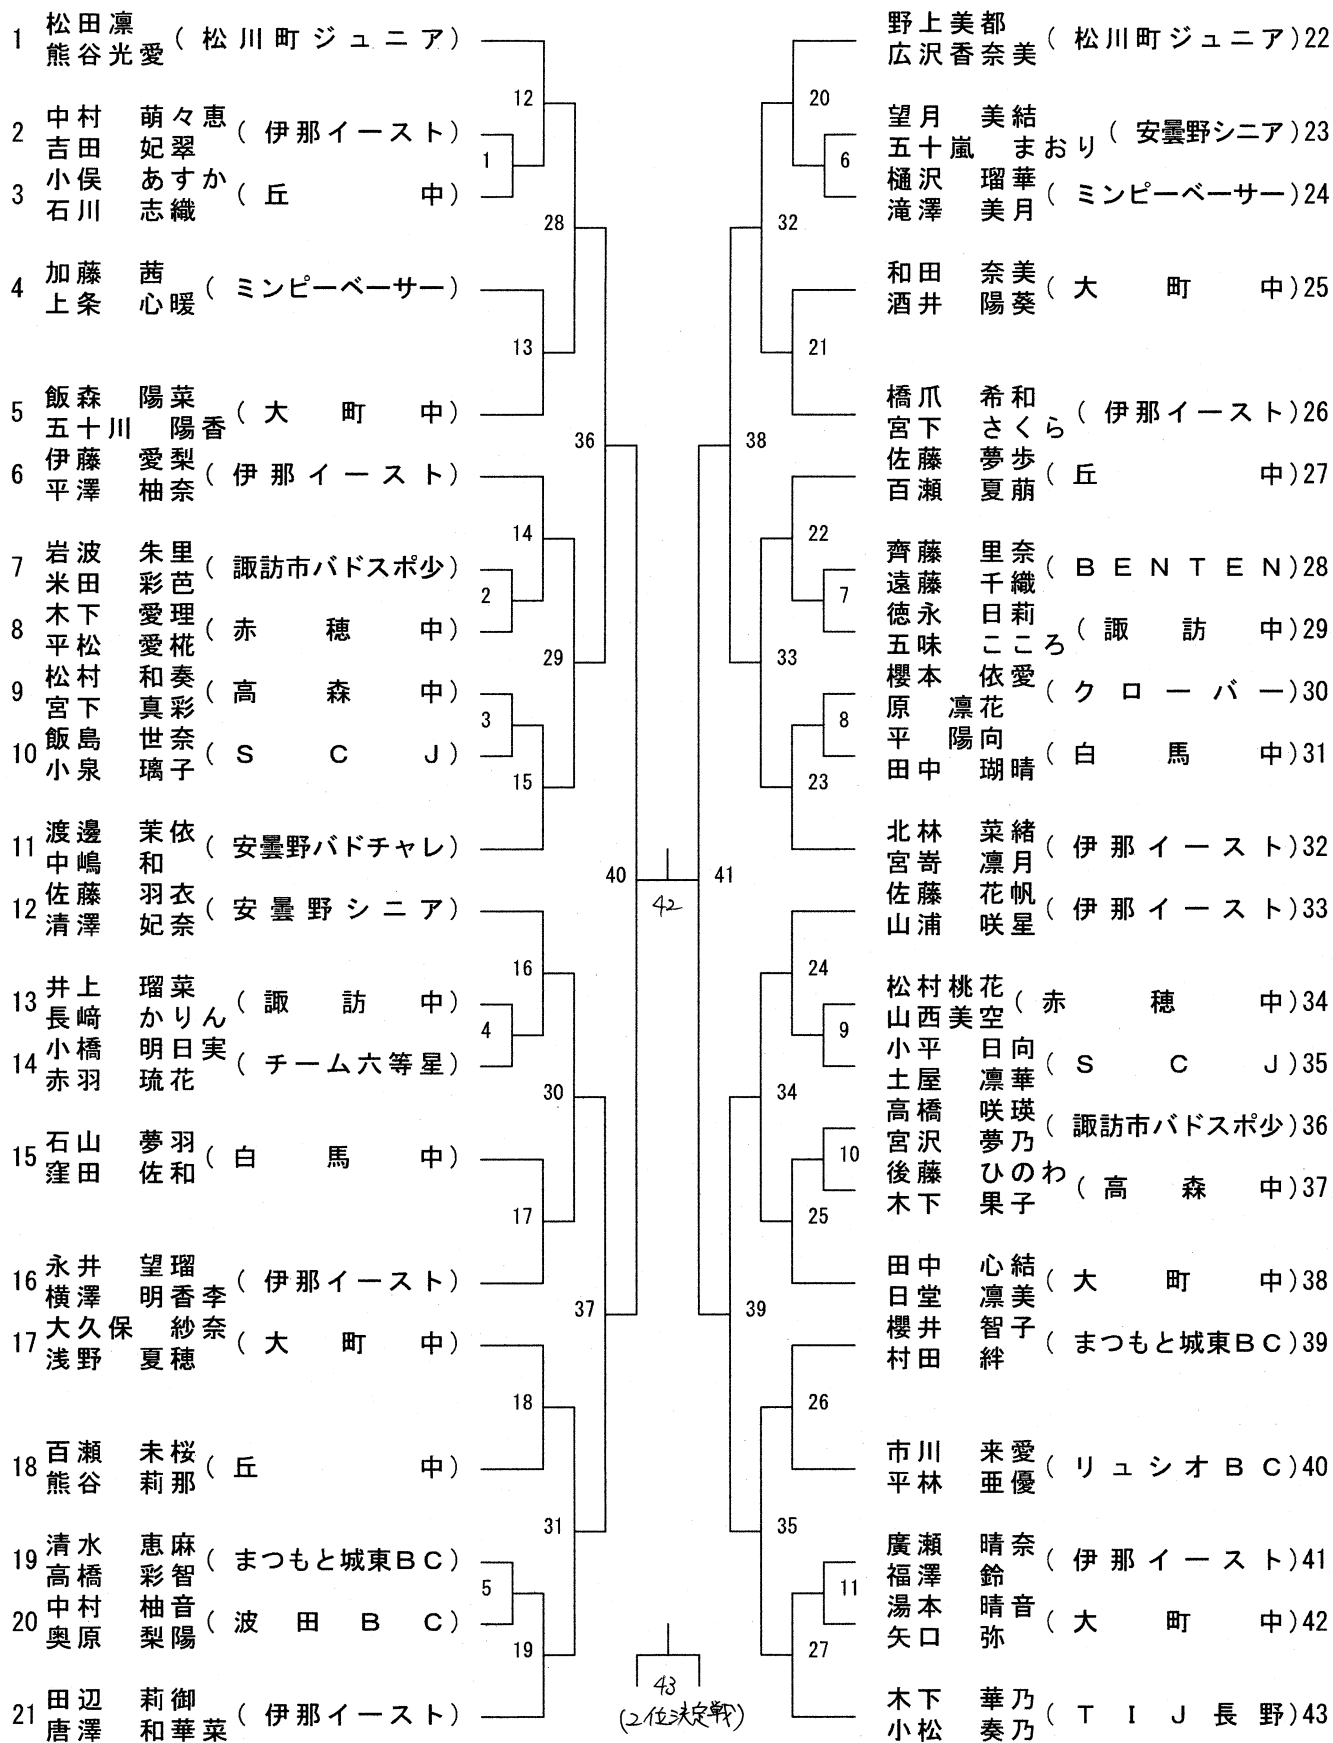 1 松田凛 熊谷光愛 (松川町ジュニア)
2 中村 萌々恵 吉田 妃翠 (伊那イースト)
3 小俣 あすか 石川 志織 (丘中)
4 加藤 茜 上条 心暖 (ミンピーベーサー)
5 飯森 陽菜 五十川 陽香 (大町中)
6 伊藤 愛梨 平澤 柚奈 (伊那イースト)
7 岩波 朱里 米田 彩芭 (諏訪市バドスポ少)
8 木下 愛理 平松 愛椛 (赤穂中)
9 松村 和奏 宮下 真彩 (高森中)
10 飯島 世奈 小泉 璃子 (SCJ)
11 渡邊 茉依 中嶋 和 (安曇野バドチャレ)
12 佐藤 羽衣 清澤 妃奈 (安曇野シニア)
13 井上 瑠菜 長﨑 かりん (諏訪中)
14 小橋 明日実 赤羽 琉花 (チーム六等星)
15 石山 夢羽 窪田 佐和 (白馬中)
16 永井 望瑠 横澤 明香李 (伊那イースト)
17 大久保 紗奈 浅野 夏穂 (大町中)
18 百瀬 未桜 熊谷 莉那 (丘中)
19 清水 恵麻 高橋 彩智 (まつもと城東BC)
20 中村 柚音 奥原 梨陽 (波田BC)
21 田辺 莉御 唐澤 和華菜 (伊那イースト)
12
1
28
13
36
14
2
29
3
15
40
16
4
30
17
37
18
31
5
19
42
43
(2位決定戦)
20
6
32
21
38
22
7
33
8
23
41
24
9
34
10
25
39
26
35
11
27
野上美都 広沢香奈美 (松川町ジュニア)22
望月 美結 五十嵐 まおり (安曇野シニア)23
樋沢 瑠華 滝澤 美月 (ミンピーベーサー)24
和田 奈美 酒井 陽葵 (大町中)25
橋爪 希和 宮下 さくら (伊那イースト)26
佐藤 夢歩 百瀬 夏萠 (丘中)27
齊藤 里奈 遠藤 千織 (BENTEN)28
徳永 日莉 五味 こころ (諏訪中)29
櫻本 依愛 原 凛花 (クローバー)30
平 陽向 田中 瑚晴 (白馬中)31
北林 菜緒 宮嵜 凛月 (伊那イースト)32
佐藤 花帆 山浦 咲星 (伊那イースト)33
松村桃花 山西美空 (赤穂中)34
小平 日向 土屋 凛華 (SCJ)35
高橋 咲瑛 宮沢 夢乃 (諏訪市バドスポ少)36
後藤 ひのわ 木下 果子 (高森中)37
田中 心結 日堂 凛美 (大町中)38
櫻井 智子 村田 絆 (まつもと城東BC)39
市川 来愛 平林 亜優 (リュシオBC)40
廣瀬 晴奈 福澤 鈴 (伊那イースト)41
湯本 晴音 矢口 弥 (大町中)42
木下 華乃 小松 奏乃 (TIJ長野)43